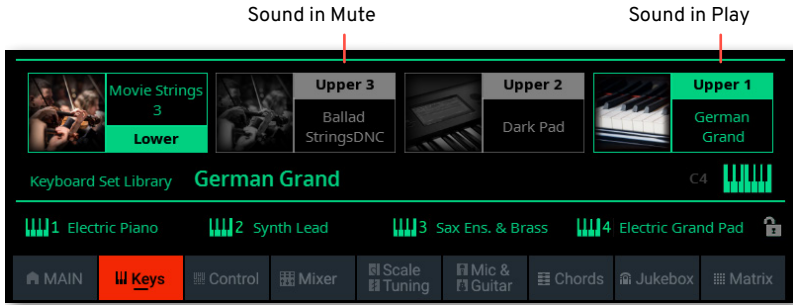 Sound in Mute
Sound in Play
Movie Strings
3
Lower
Upper 3
Ballad
StringsDNC
Upper 2
Dark Pad
Upper 1
German
Grand
Keyboard Set Library German Grand
C4
1 Electric Piano
2 Synth Lead
3 Sax Ens. & Brass
4 Electric Grand Pad
MAIN
Keys
Control
Mixer
Scale
Tuning
Mic &
Guitar
Chords
Jukebox
Matrix